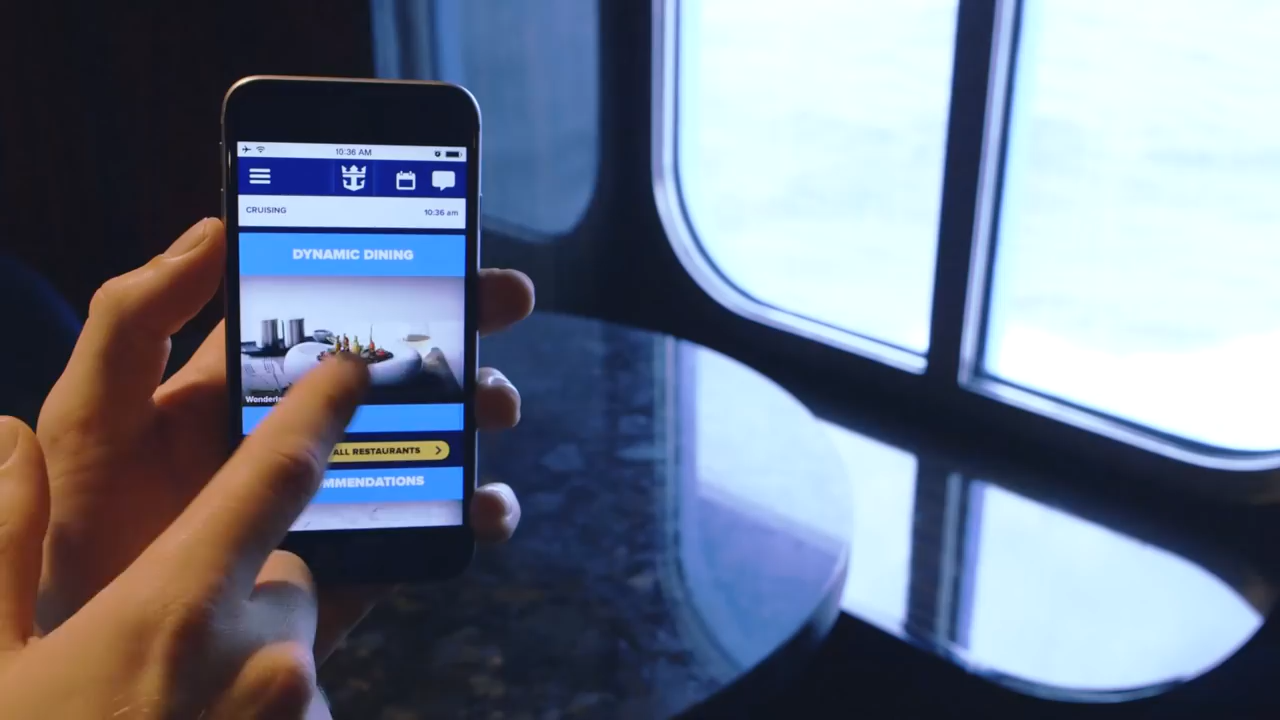 10:36 AM
CRUISING 10:36 am
DYNAMIC DINING
ALL RESTAURANTS